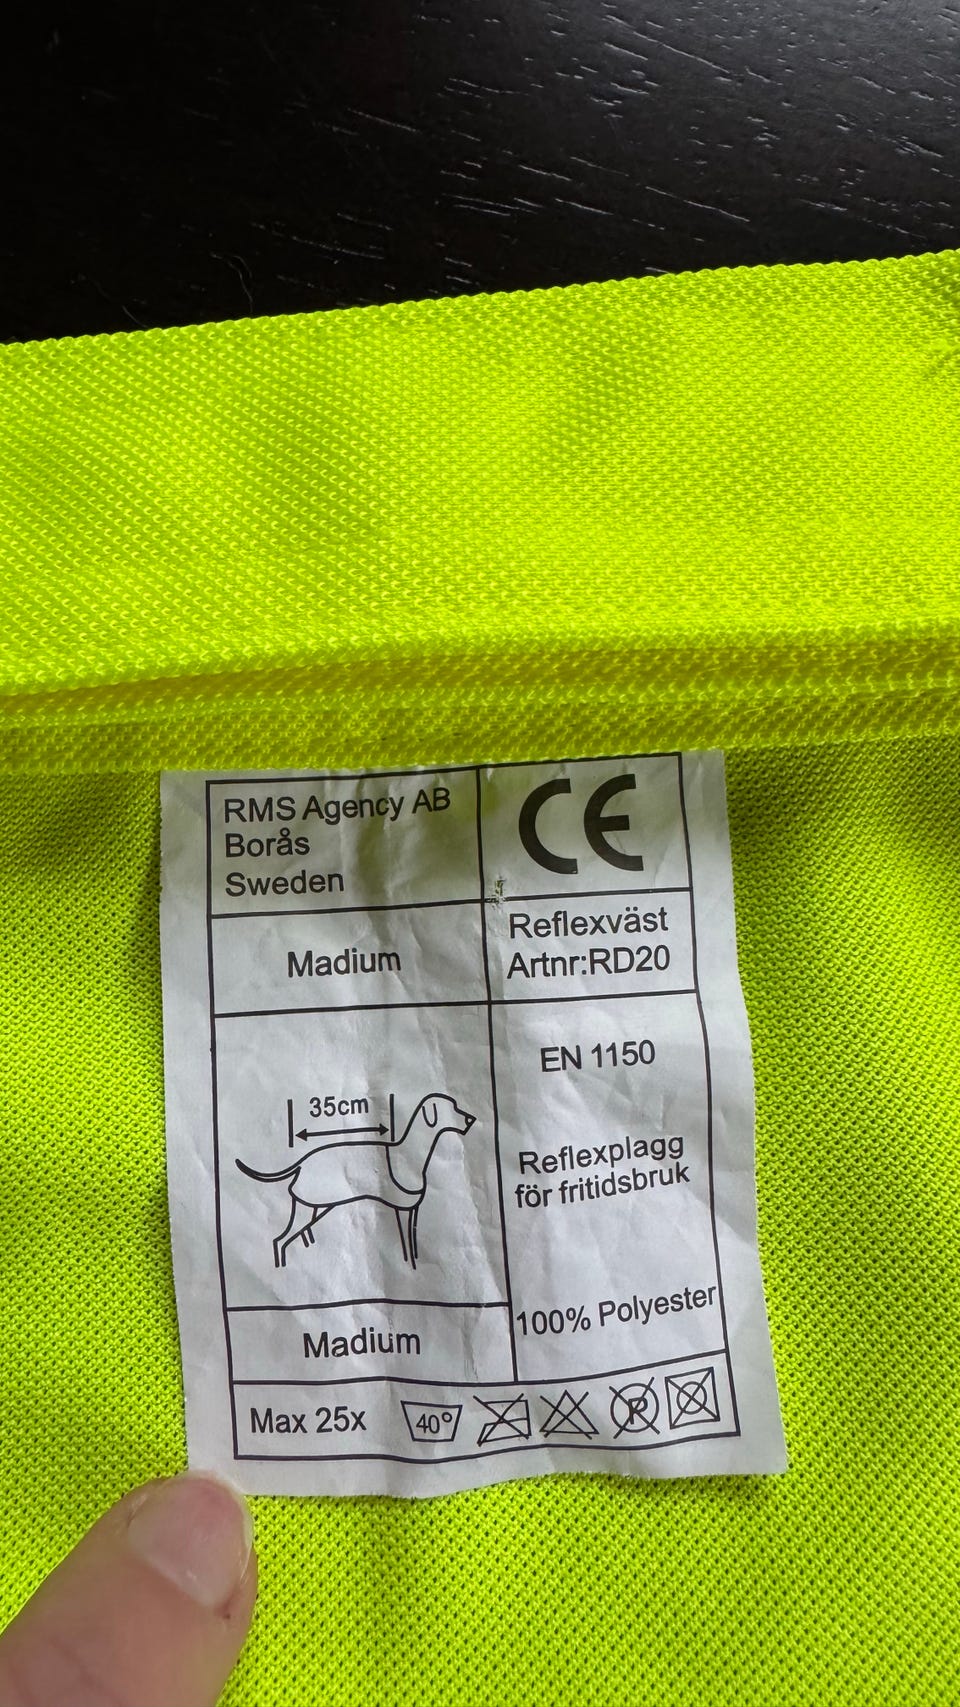 RMS Agency AB
Borås
Sweden
CE
Madium
Reflexväst
Artnr:RD20
35cm
EN 1150
Reflexplagg
för fritidsbruk
100% Polyester
Madium
Max 25x
40°
P